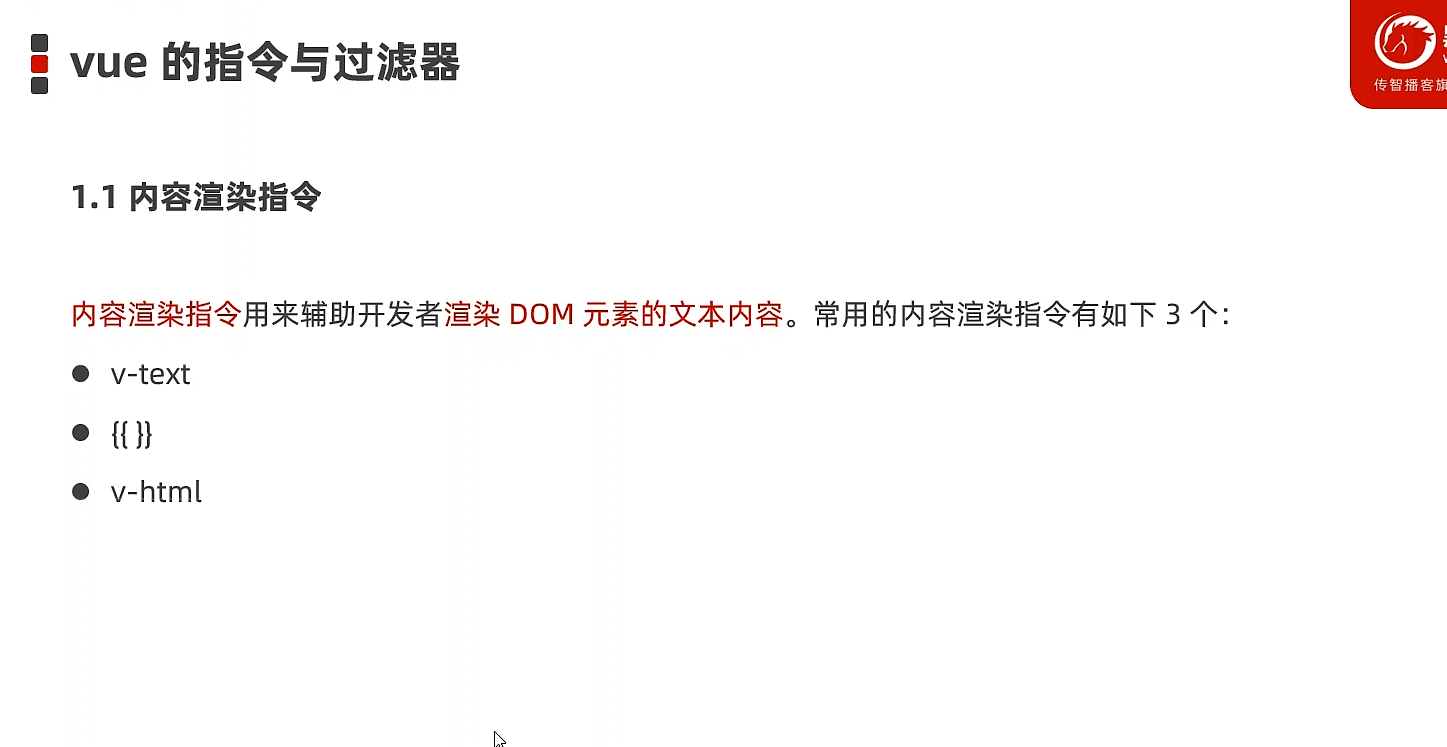 vue 的指令与过滤器
传智播客旗
1.1 内容渲染指令
内容渲染指令用来辅助开发者渲染 DOM 元素的文本内容。常用的内容渲染指令有如下 3 个：
● v-text
● {{ }}
● v-html